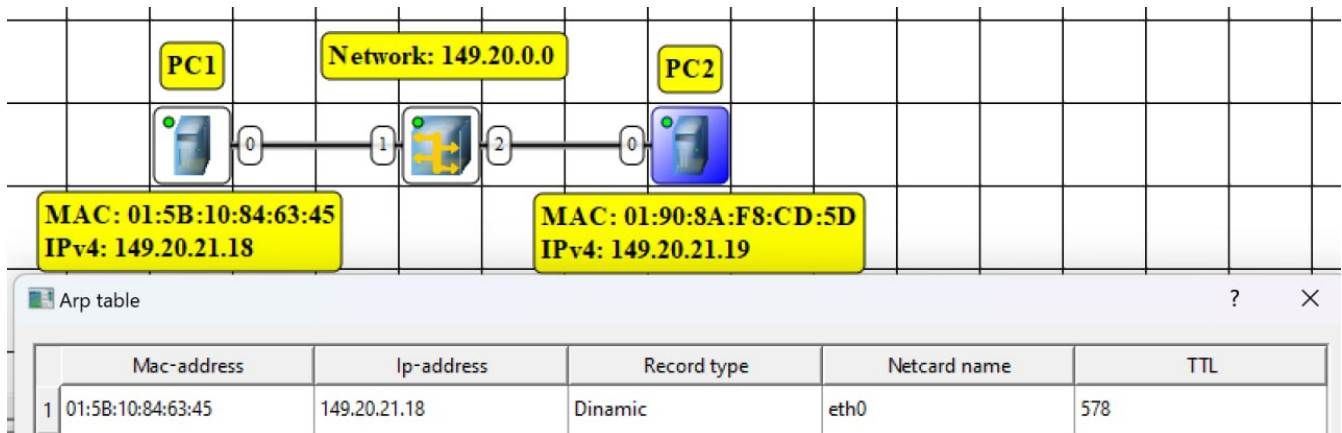 PC1
Network: 149.20.0.0
PC2
0
1
2
0
MAC: 01:5B:10:84:63:45
IPv4: 149.20.21.18
MAC: 01:90:8A:F8:CD:5D
IPv4: 149.20.21.19
Arp table
?
Mac-address Ip-address Record type Netcard name TTL
1 01:5B:10:84:63:45 149.20.21.18 Dinamic eth0 578